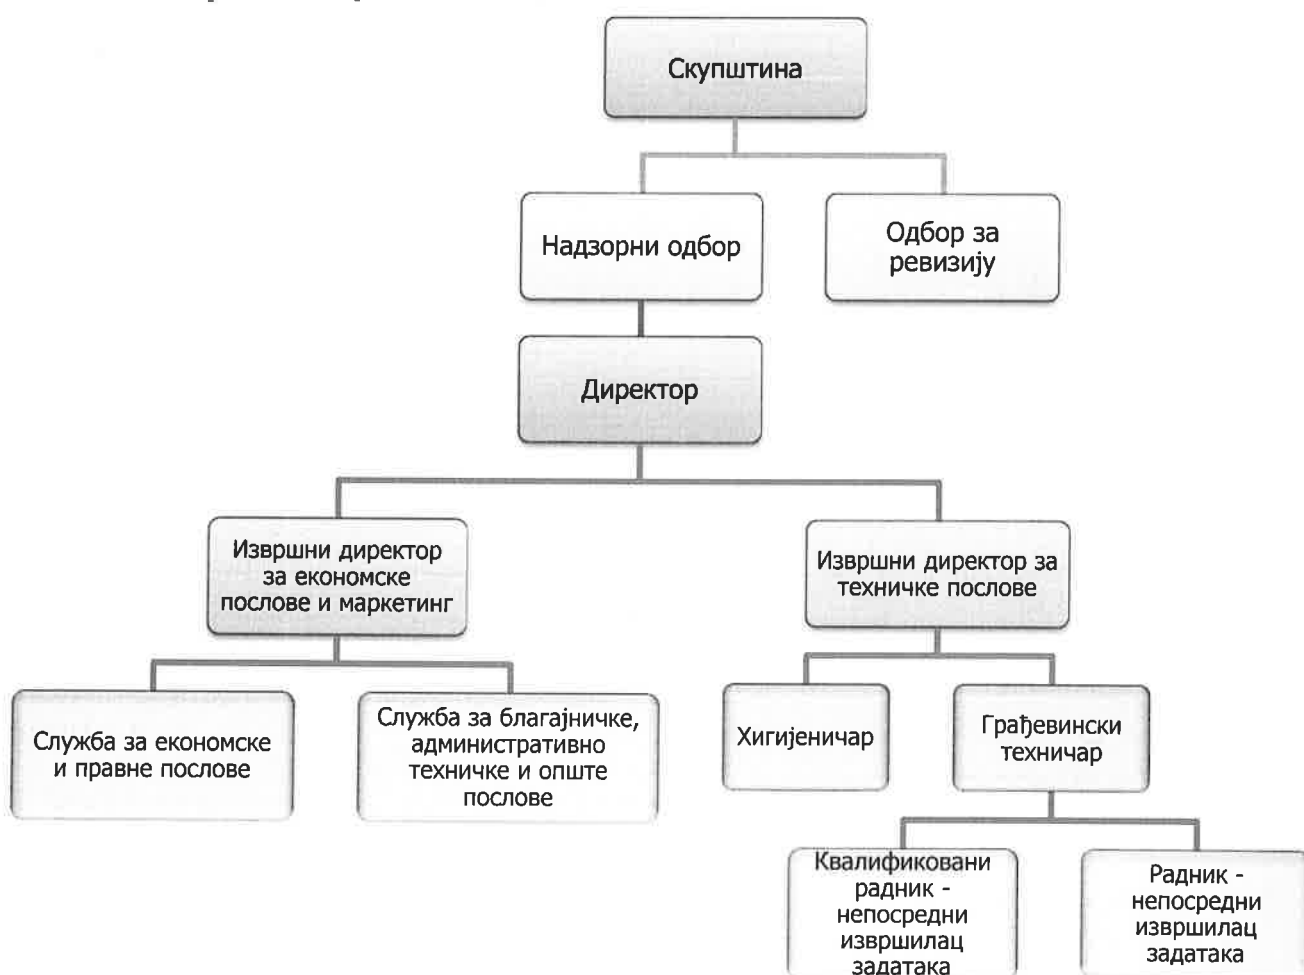 Скупштина
Надзорни одбор
Одбор за
ревизију
Директор
Извршни директор
за економске
послове и маркетинг
Извршни директор за
техничке послове
Служба за економске
и правне послове
Служба за благајничке,
административно
техничке и опште
послове
Хигијеничар
Грађевински
техничар
Квалификовани
радник -
непосредни
извршилац
задатака
Радник -
непосредни
извршилац
задатака